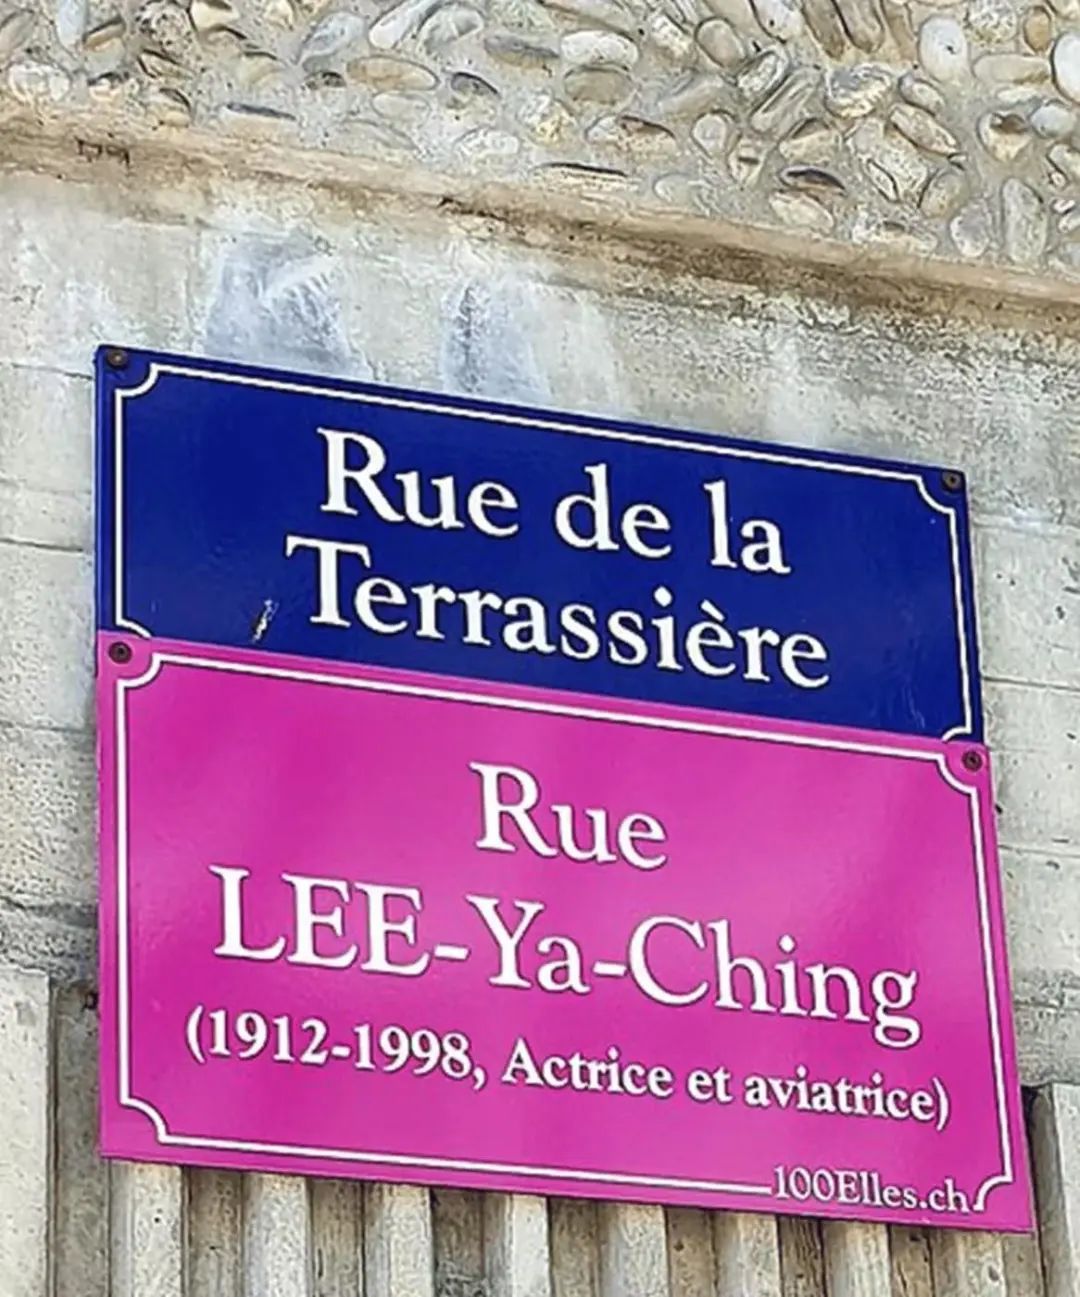 Rue de la
Terrassière
Rue
LEE-Ya-Ching
(1912-1998, Actrice et aviatrice)
100Elles.ch